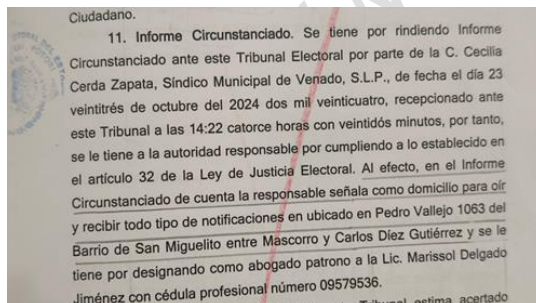 Ciudadano.
11. Informe Circunstanciado. Se tiene por rindiendo Informe
Circunstanciado ante este Tribunal Electoral por parte de la C. Cecilia
Cerda Zapata, Síndico Municipal de Venado, S.L.P., de fecha el día 23
veintitrés de octubre del 2024 dos mil veinticuatro, recepcionado ante
este Tribunal a las 14:22 catorce horas con veintidós minutos, por tanto,
se le tiene a la autoridad responsable por cumpliendo a lo establecido en
el artículo 32 de la Ley de Justicia Electoral. Al efecto, en el Informe
Circunstanciado de cuenta la responsable señala como domicilio para oír
y recibir todo tipo de notificaciones en ubicado en Pedro Vallejo 1063 del
Barrio de San Miguelito entre Mascorro y Carlos Díez Gutiérrez y se le
tiene por designando como abogado patrono a la Lic. Marissol Delgado
Jiménez con cédula profesional número 09579536.
Tribunal estima acertado